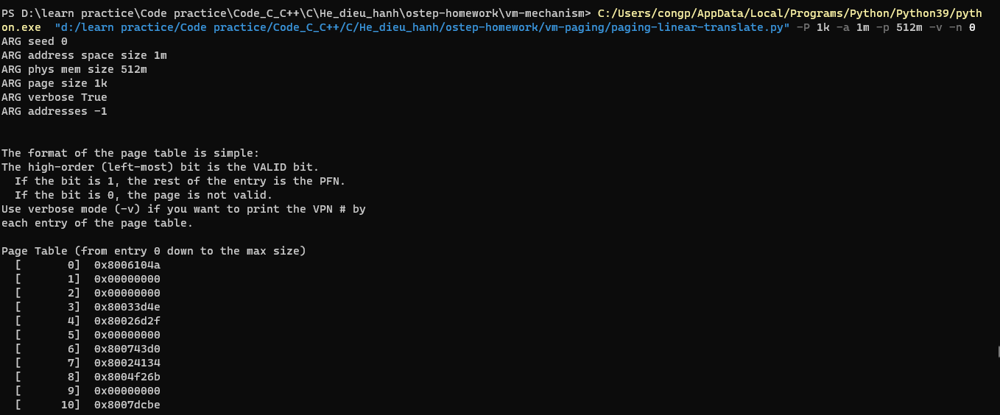 PS D:\learn practice\Code practice\Code_C_C++\C\He_dieu_hanh\ostep-homework\vm-mechanism> C:/Users/congp/AppData/Local/Programs/Python/Python39/pyth
on.exe  "d:/learn practice/Code practice/Code_C_C++/C/He_dieu_hanh/ostep-homework/vm-paging/paging-linear-translate.py" -P 1k -a 1m -p 512m -v -n 0
ARG seed 0
ARG address space size 1m
ARG phys mem size 512m
ARG page size 1k
ARG verbose True
ARG addresses -1
The format of the page table is simple:
The high-order (left-most) bit is the VALID bit.
  If the bit is 1, the rest of the entry is the PFN.
  If the bit is 0, the page is not valid.
Use verbose mode (-v) if you want to print the VPN # by
each entry of the page table.
Page Table (from entry 0 down to the max size)
  [       0]  0x8006104a
  [       1]  0x00000000
  [       2]  0x00000000
  [       3]  0x80033d4e
  [       4]  0x80026d2f
  [       5]  0x00000000
  [       6]  0x800743d0
  [       7]  0x80024134
  [       8]  0x8004f26b
  [       9]  0x00000000
  [      10]  0x8007dcbe